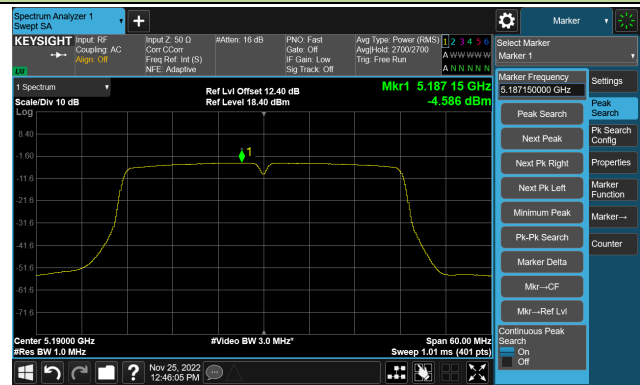 Spectrum Analyzer 1
Swept SA
Marker
KEYSIGHT
Input: RF
Coupling: AC
Align: Off
Input Z: 50 Ω
Corr CCorr
Freq Ref: Int (S)
NFE: Adaptive
#Atten: 16 dB
PNO: Fast
Gate: Off
IF Gain: Low
Sig Track: Off
Avg Type: Power (RMS)
Avg|Hold: 2700/2700
Trig: Free Run
1 2 3 4 5 6
A W W W W W
A N N N N N
Select Marker
Marker 1
LXI
1 Spectrum
Scale/Div 10 dB
Ref Lvl Offset 12.40 dB
Ref Level 18.40 dBm
Mkr1 5.187 15 GHz
-4.586 dBm
Log
8.40
-1.60
-11.6
-21.6
-31.6
-41.6
-51.6
-61.6
-71.6
1
Center 5.19000 GHz
#Res BW 1.0 MHz
#Video BW 3.0 MHz*
Span 60.00 MHz
Sweep 1.01 ms (401 pts)
Marker Frequency
5.187150000 GHz
Peak Search
Next Peak
Next Pk Right
Next Pk Left
Minimum Peak
Pk-Pk Search
Marker Delta
Mkr→CF
Mkr→Ref Lvl
Continuous Peak
Search
On
Off
Settings
Peak
Search
Pk Search
Config
Properties
Marker
Function
Marker→
Counter
Nov 25, 2022
12:46:05 PM